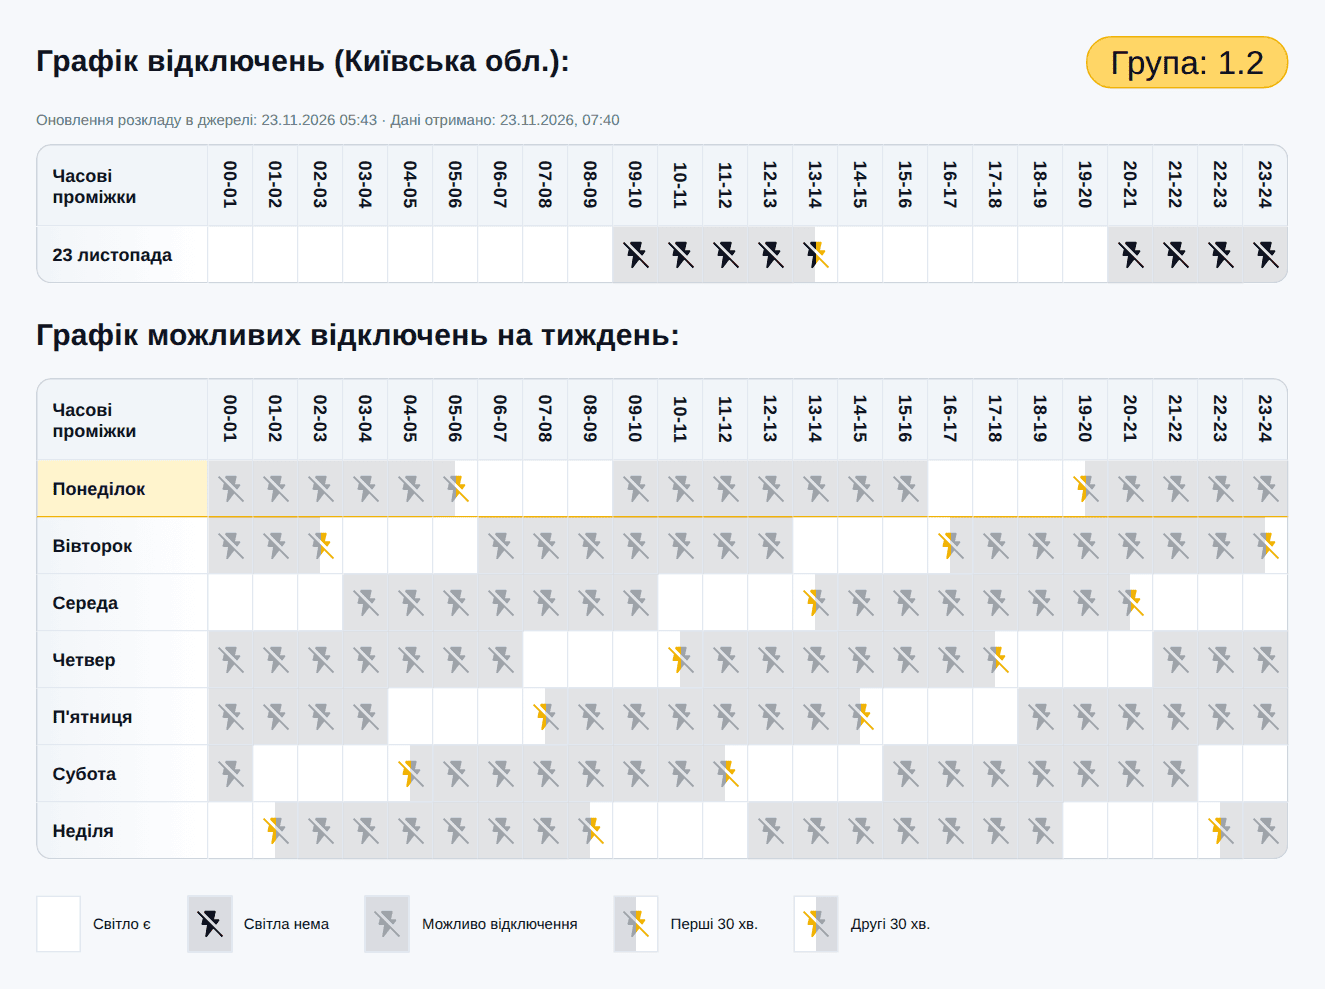 Графік відключень (Київська обл.):
Група: 1.2
Оновлення розкладу в джерелі: 23.11.2026 05:43 · Дані отримано: 23.11.2026, 07:40
Часові проміжки 00-01 01-02 02-03 03-04 04-05 05-06 06-07 07-08 08-09 09-10 10-11 11-12 12-13 13-14 14-15 15-16 16-17 17-18 18-19 19-20 20-21 21-22 22-23 23-24
23 листопада
Графік можливих відключень на тиждень:
Часові проміжки 00-01 01-02 02-03 03-04 04-05 05-06 06-07 07-08 08-09 09-10 10-11 11-12 12-13 13-14 14-15 15-16 16-17 17-18 18-19 19-20 20-21 21-22 22-23 23-24
Понеділок
Вівторок
Середа
Четвер
П'ятниця
Субота
Неділя
Світло є Світла нема Можливо відключення Перші 30 хв. Другі 30 хв.